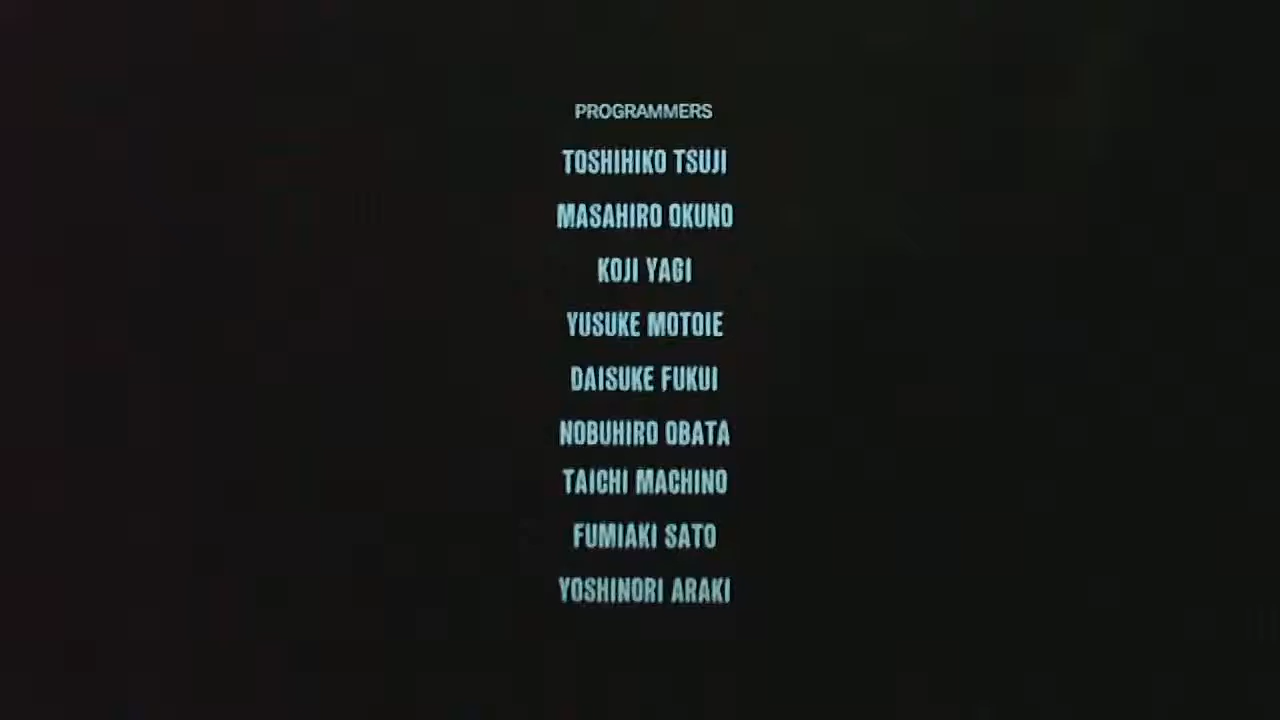 PROGRAMMERS
TOSHIHIKO TSUJI
MASAHIRO OKUNO
KOJI YAGI
YUSUKE MOTOIE
DAISUKE FUKUI
NOBUHIRO OBATA
TAICHI MACHINO
FUMIAKI SATO
YOSHINORI ARAKI